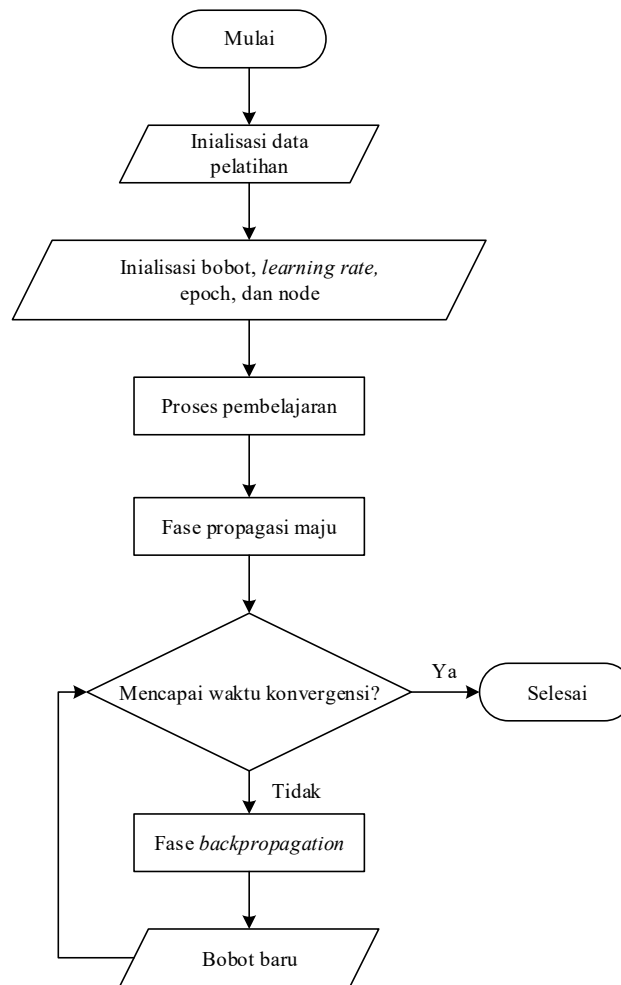 Mulai
Inialisasi data
pelatihan
Inialisasi bobot, learning rate,
epoch, dan node
Proses pembelajaran
Fase propagasi maju
Mencapai waktu konvergensi?
Ya
Selesai
Tidak
Fase backpropagation
Bobot baru